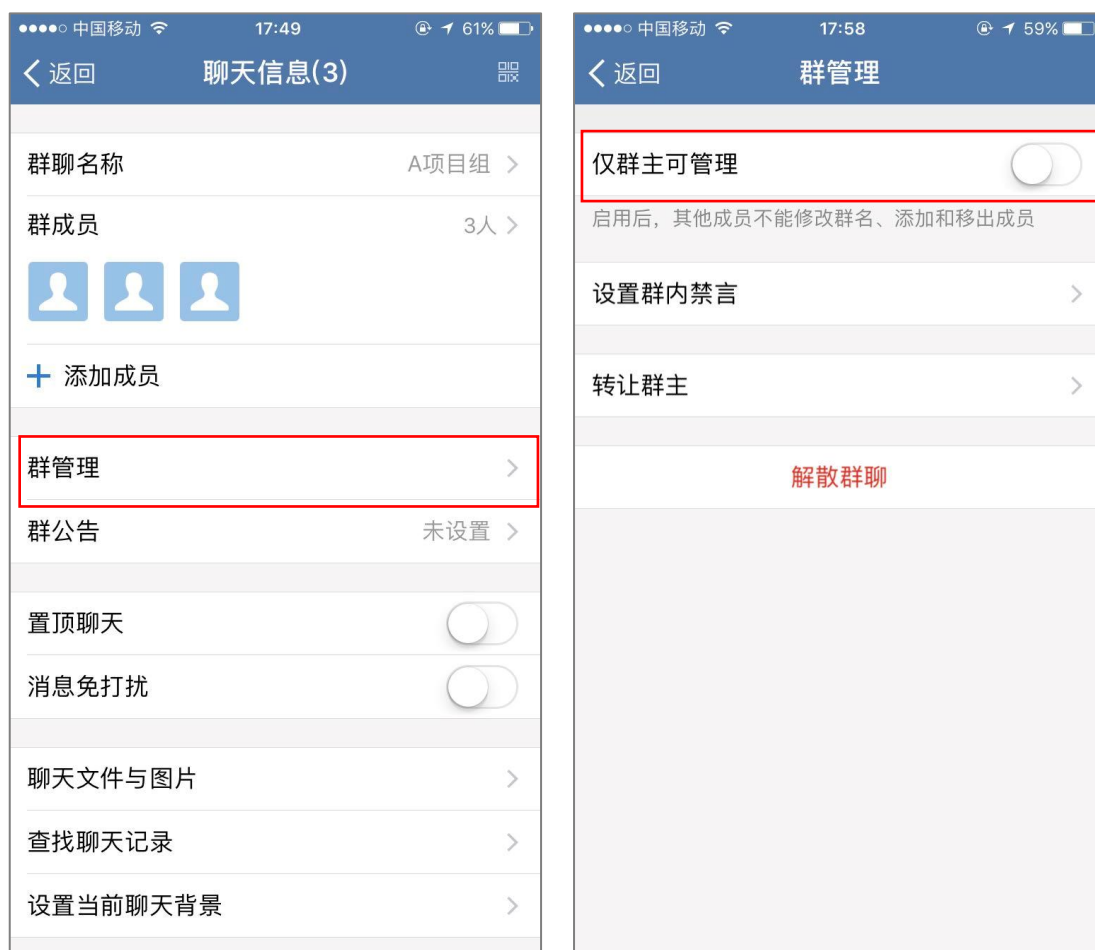 中国移动 17:49 61%
返回 聊天信息(3)
群聊名称 A项目组
群成员 3人
添加成员
群管理
群公告 未设置
置顶聊天
消息免打扰
聊天文件与图片
查找聊天记录
设置当前聊天背景
中国移动 17:58 59%
返回 群管理
仅群主可管理
启用后，其他成员不能修改群名、添加和移出成员
设置群内禁言
转让群主
解散群聊